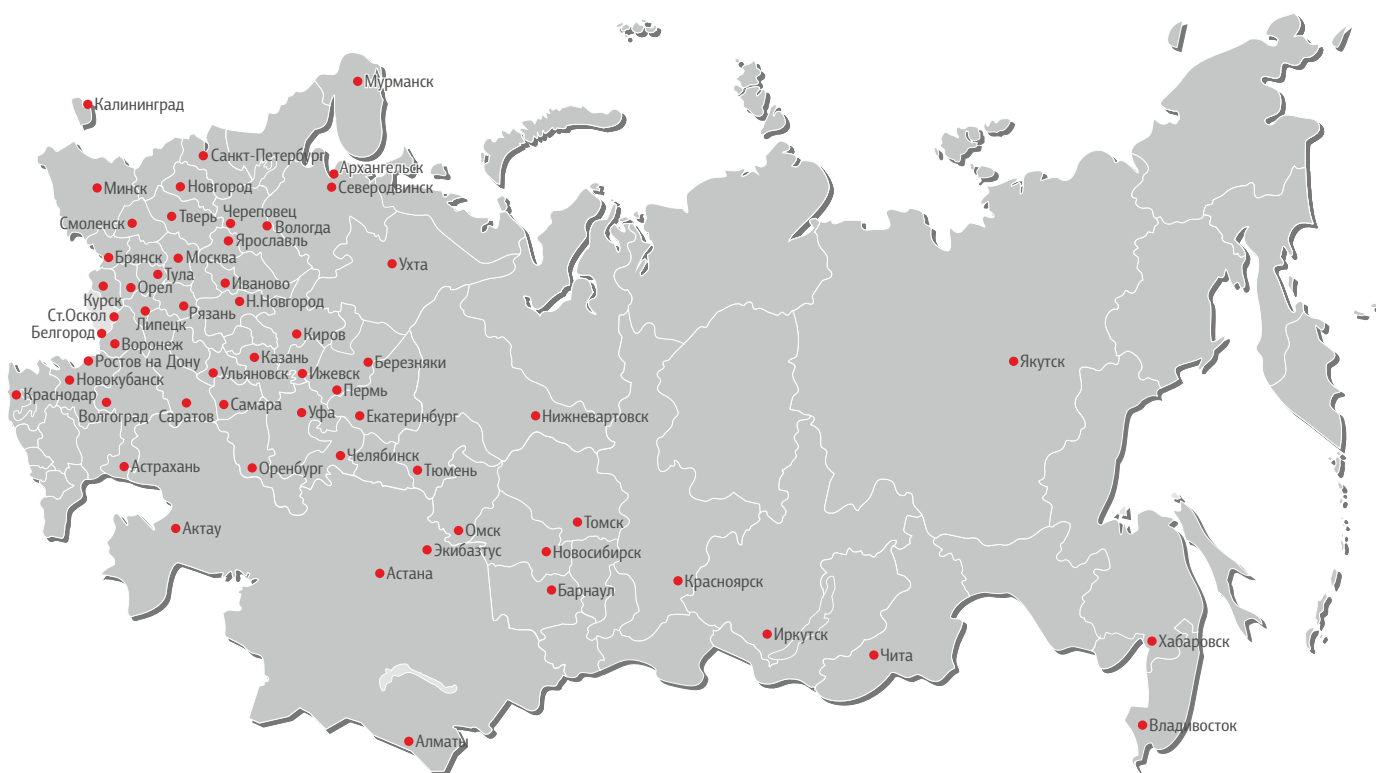 Мурманск
Калининград
Санкт-Петербург
Архангельск
Северодвинск
Минск
Новгород
Тверь
Череповец
Смоленск
Вологда
Ярославль
Брянск
Москва
Ухта
Тула
Иваново
Орел
Курск
Н.Новгород
Рязань
Ст.Оскол
Липецк
Белгород
Воронеж
Киров
Ростов на Дону
Казань
Березняки
Якутск
Новокубанск
Ульяновск
Ижевск
Краснодар
Пермь
Волгоград
Саратов
Самара
Уфа
Екатеринбург
Нижневартовск
Астрахань
Оренбург
Челябинск
Тюмень
Актау
Омск
Томск
Экибазтус
Новосибирск
Астана
Барнаул
Красноярск
Иркутск
Чита
Хабаровск
Владивосток
Алматы